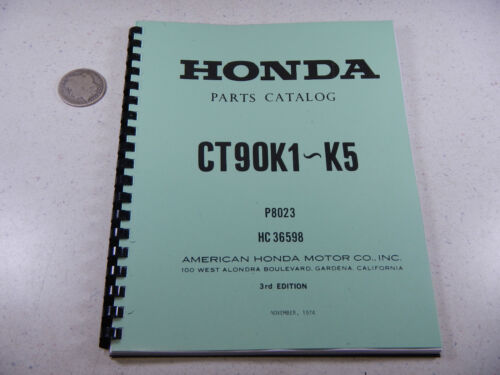 HONDA
PARTS CATALOG
CT90K1~K5
P8023
HC 36598
AMERICAN HONDA MOTOR CO., INC.
100 WEST ALONDRA BOULEVARD, GARDENA, CALIFORNIA
3rd EDITION
NOVEMBER, 1974